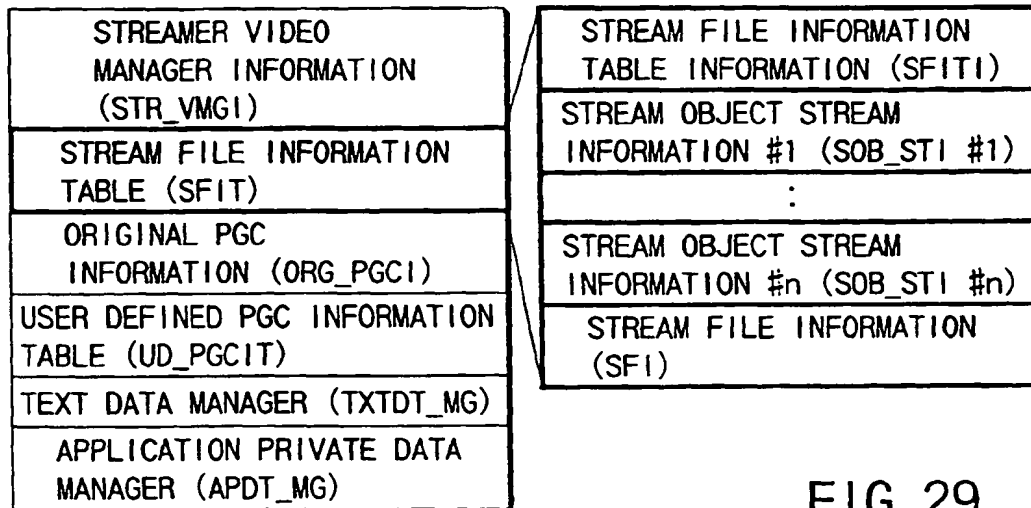 STREAMER VIDEO
MANAGER INFORMATION
(STR_VMGI)
STREAM FILE INFORMATION
TABLE (SFIT)
ORIGINAL PGC
INFORMATION (ORG_PGCI)
USER DEFINED PGC INFORMATION
TABLE (UD_PGCIT)
TEXT DATA MANAGER (TXTDT_MG)
APPLICATION PRIVATE DATA
MANAGER (APDT_MG)
STREAM FILE INFORMATION
TABLE INFORMATION (SFITI)
STREAM OBJECT STREAM
INFORMATION #1 (SOB_STI #1)
:
STREAM OBJECT STREAM
INFORMATION #n (SOB_STI #n)
STREAM FILE INFORMATION
(SFI)
FIG. 29